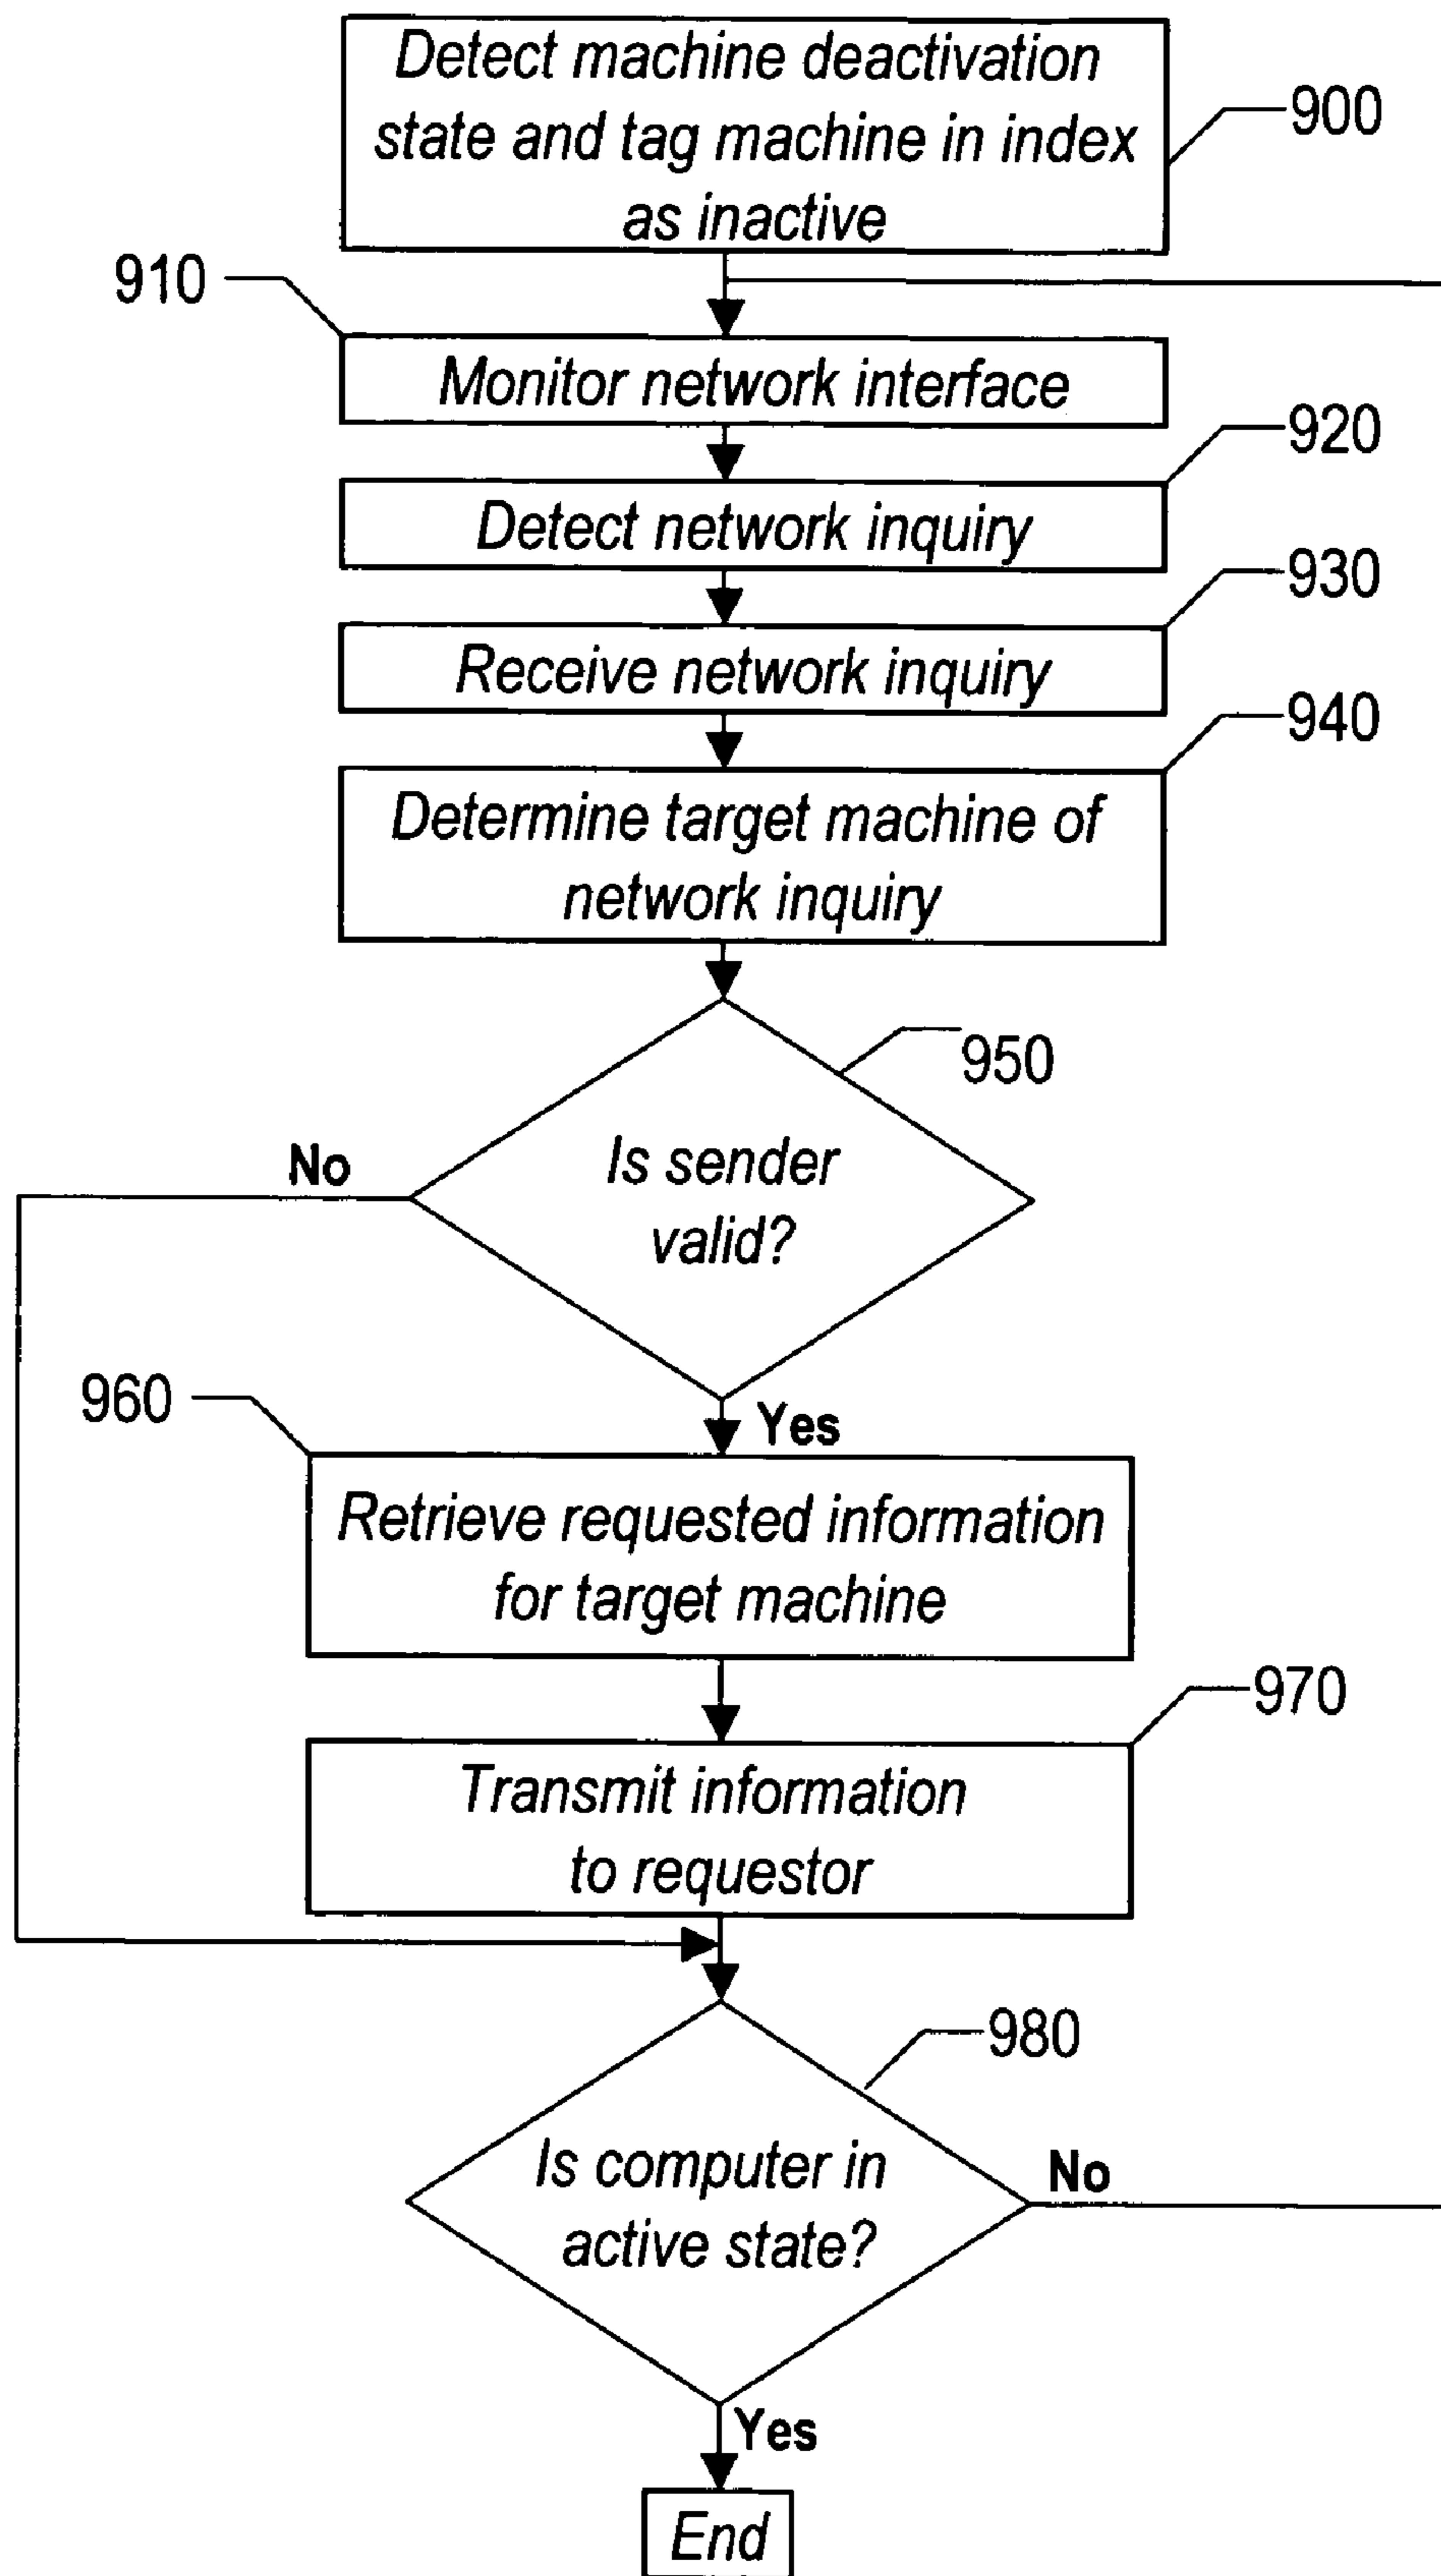 Detect machine deactivation
state and tag machine in index
as inactive
900
910
Monitor network interface
920
Detect network inquiry
930
Receive network inquiry
940
Determine target machine of
network inquiry
950
Is sender
valid?
No
Yes
960
Retrieve requested information
for target machine
970
Transmit information
to requestor
980
Is computer in
active state?
No
Yes
End